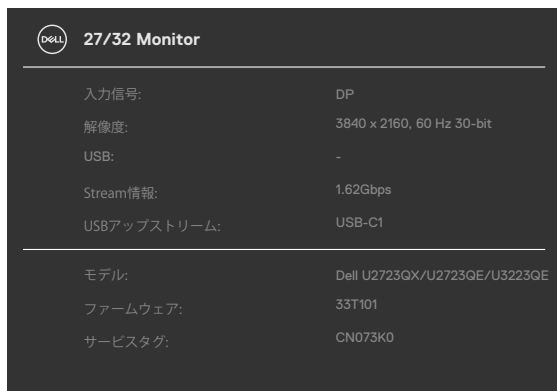 DELL
27/32 Monitor
入力信号: DP
解像度: 3840 x 2160, 60 Hz 30-bit
USB: -
Stream情報: 1.62Gbps
USBアップストリーム: USB-C1
モデル: Dell U2723QX/U2723QE/U3223QE
ファームウェア: 33T101
サービスタグ: CN073K0